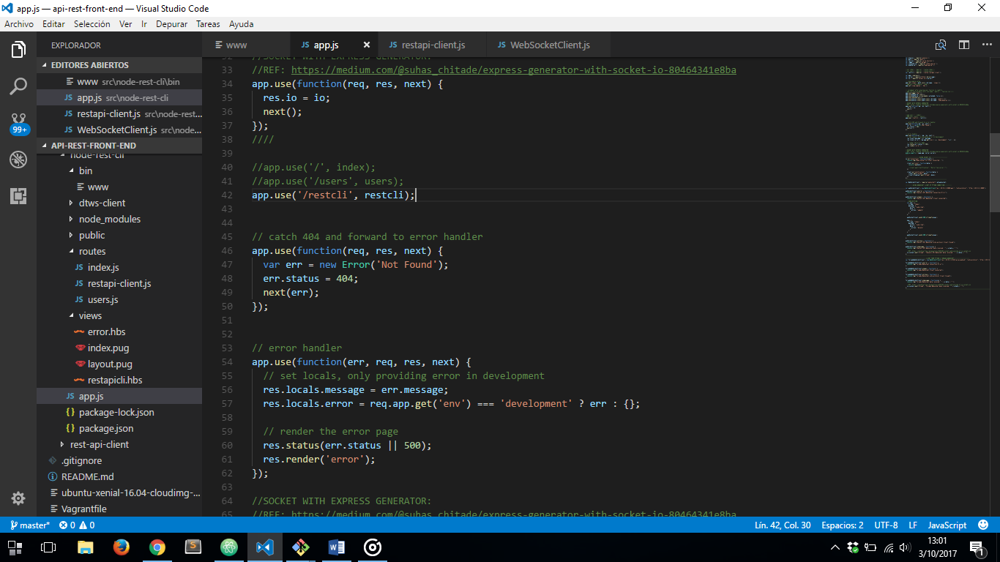 app.js — api-rest-front-end — Visual Studio Code
Archivo Editar Selección Ver Ir Depurar Tareas Ayuda
EXPLORADOR
www
app.js
restapi-client.js
WebSocketClient.js
EDITORES ABIERTOS
www src\node-rest-cli\bin
JS app.js src\node-rest-cli
JS restapi-client.js src\node-rest...
JS WebSocketClient.js src\node...
99+
API-REST-FRONT-END
node-rest-cli
bin
www
dtws-client
node_modules
public
routes
JS index.js
JS restapi-client.js
JS users.js
views
error.hbs
index.pug
layout.pug
restapicli.hbs
JS app.js
{} package-lock.json
{} package.json
rest-api-client
.gitignore
README.md
ubuntu-xenial-16.04-cloudimg-...
Vagrantfile
32 //SOCKET WITH EXPRESS GENERATOR:
33 //REF: https://medium.com/@suhas_chitade/express-generator-with-socket-io-80464341e8ba
34 app.use(function(req, res, next) {
35 res.io = io;
36 next();
37 });
38 ////
39
40 //app.use('/', index);
41 //app.use('/users', users);
42 app.use('/restcli', restcli);
43
44
45 // catch 404 and forward to error handler
46 app.use(function(req, res, next) {
47 var err = new Error('Not Found');
48 err.status = 404;
49 next(err);
50 });
51
52
53 // error handler
54 app.use(function(err, req, res, next) {
55 // set locals, only providing error in development
56 res.locals.message = err.message;
57 res.locals.error = req.app.get('env') === 'development' ? err : {};
58
59 // render the error page
60 res.status(err.status || 500);
61 res.render('error');
62 });
63
64 //SOCKET WITH EXPRESS GENERATOR:
65 //REF: https://medium.com/@suhas_chitade/express-generator-with-socket-io-80464341e8ba
master* 0 0
Lín. 42, Col. 30 Espacios: 2 UTF-8 LF JavaScript
13:01
3/10/2017
1